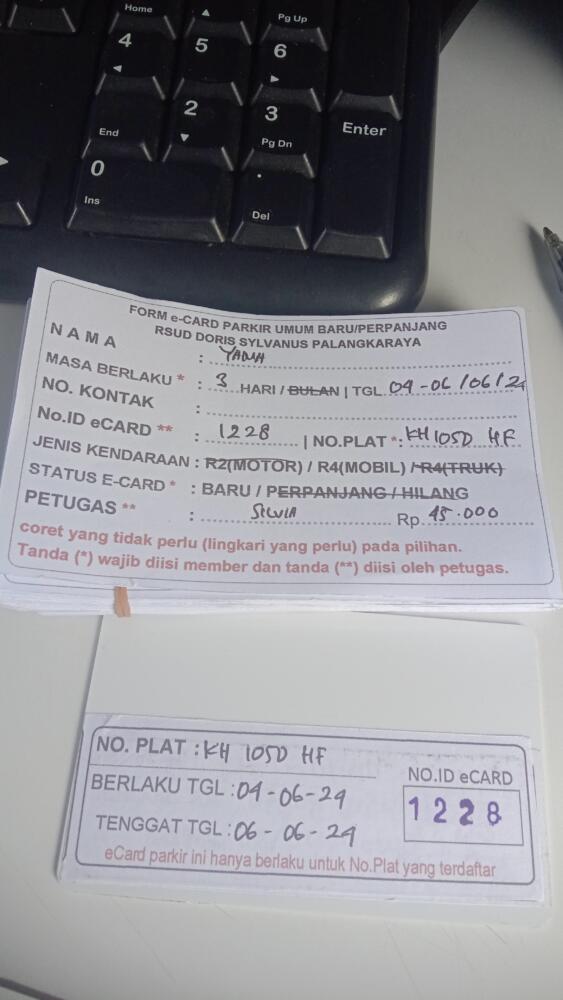 Home
Pg Up
4
5
6
2
3
End
Pg Dn
Enter
0
.
Ins
Del
FORM e-CARD PARKIR UMUM BARU/PERPANJANG
RSUD DORIS SYLVANUS PALANGKARAYA
NAMA : YANA
MASA BERLAKU * : 3 HARI / BULAN | TGL 04-06/06/24
NO. KONTAK :
No.ID eCARD ** : 1228 | NO.PLAT *: KH 1050 HF
JENIS KENDARAAN : R2(MOTOR) / R4(MOBIL) / R4(TRUK)
STATUS E-CARD * : BARU / PERPANJANG / HILANG
PETUGAS ** : SILVIA Rp. 45.000
coret yang tidak perlu (lingkari yang perlu) pada pilihan.
Tanda (*) wajib diisi member dan tanda (**) diisi oleh petugas.
NO. PLAT : KH 1050 HF
BERLAKU TGL : 04-06-24
TENGGAT TGL : 06-06-24
NO.ID eCARD
1228
eCard parkir ini hanya berlaku untuk No.Plat yang terdaftar